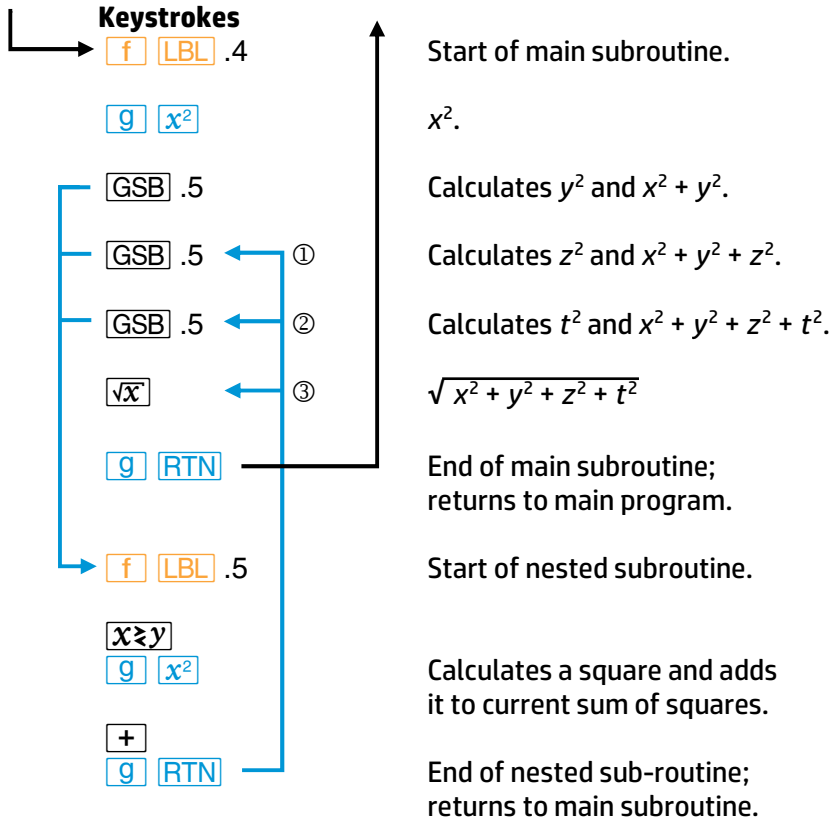 Keystrokes
f LBL .4 Start of main subroutine.
g x² x².
GSB .5 Calculates y² and x² + y².
GSB .5 ① Calculates z² and x² + y² + z².
GSB .5 ② Calculates t² and x² + y² + z² + t².
√x ③ √ x² + y² + z² + t²
g RTN End of main subroutine;
returns to main program.
f LBL .5 Start of nested subroutine.
x≷y
g x² Calculates a square and adds
it to current sum of squares.
+
g RTN End of nested sub-routine;
returns to main subroutine.